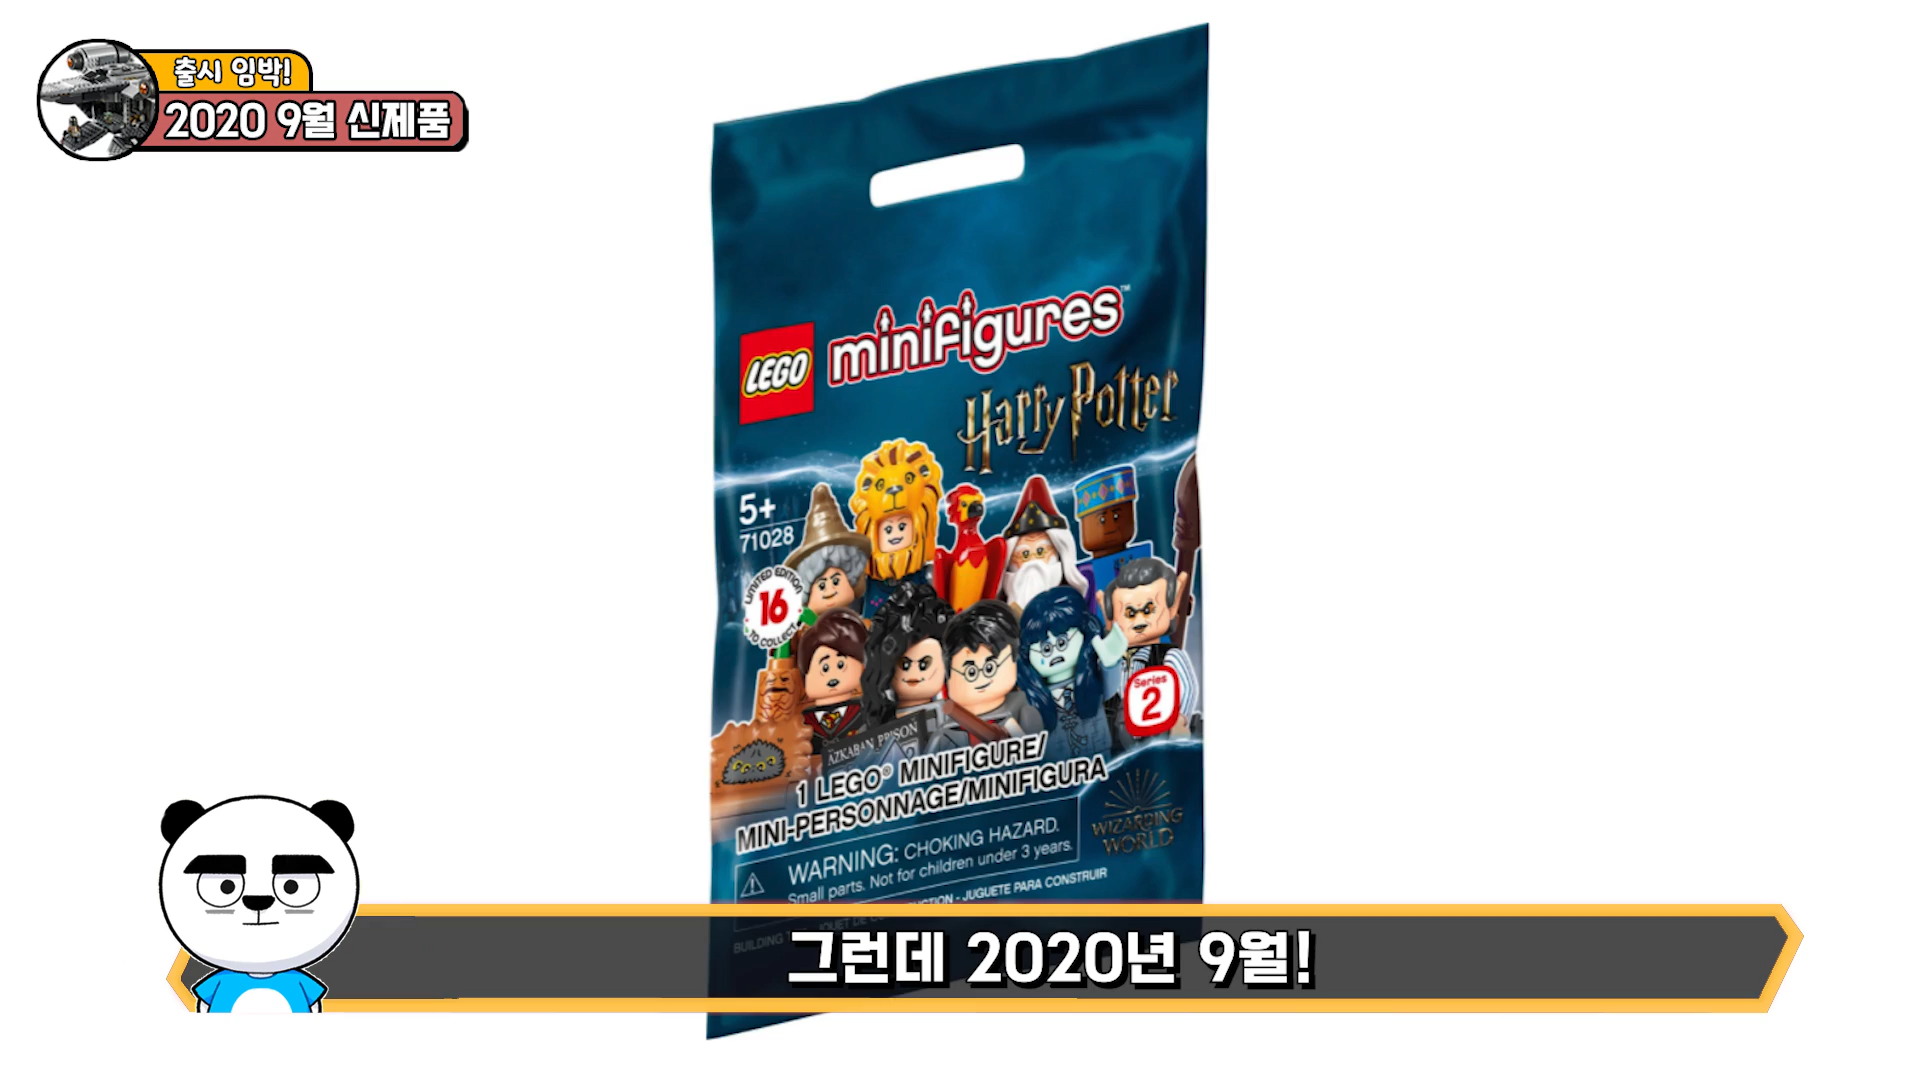 출시 임박!
2020 9월 신제품
LEGO minifigures™
Harry Potter
5+
71028
LIMITED EDITION
16
TO COLLECT
AZKABAN PRISON
Series
2
1 LEGO® MINIFIGURE/
MINI-PERSONNAGE/MINIFIGURA
WARNING: CHOKING HAZARD.
Small parts. Not for children under 3 years.
WIZARDING
WORLD
BUILDING
- JUGUETE PARA CONSTRUIR
그런데 2020년 9월!